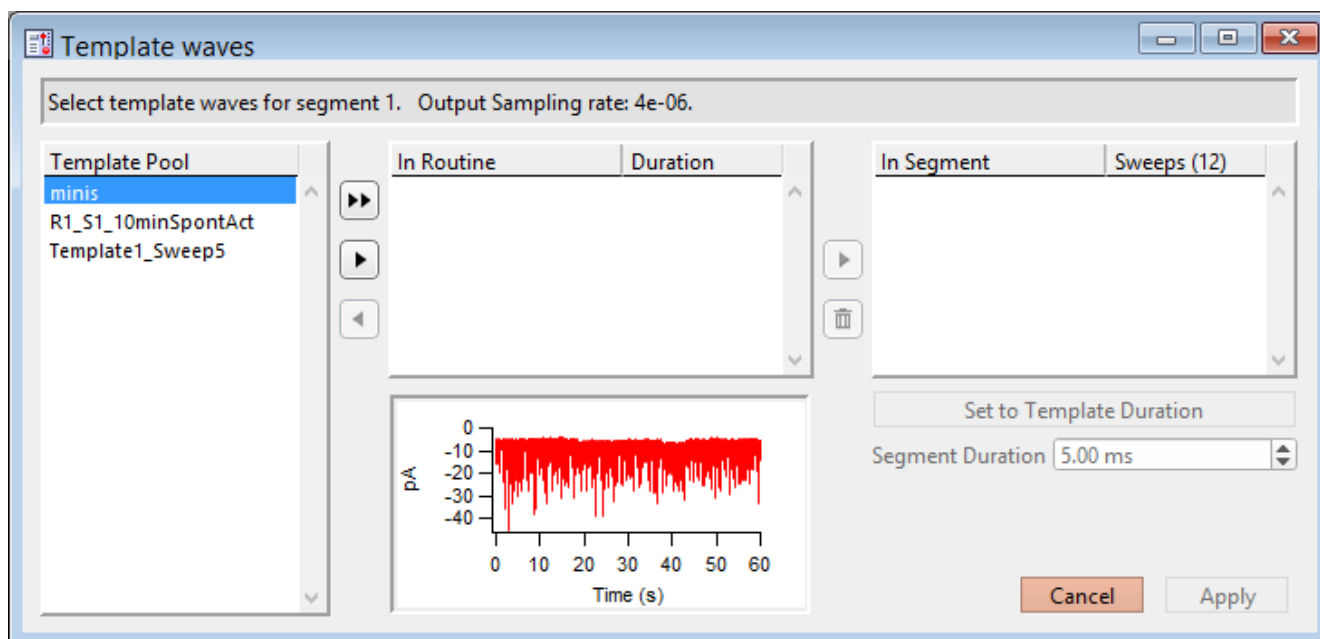 Template waves
Select template waves for segment 1.   Output Sampling rate: 4e-06.
Template Pool
minis
R1_S1_10minSpontAct
Template1_Sweep5
In Routine
Duration
In Segment
Sweeps (12)
0
-10
-20
-30
-40
pA
0 10 20 30 40 50 60
Time (s)
Set to Template Duration
Segment Duration 5.00 ms
Cancel
Apply